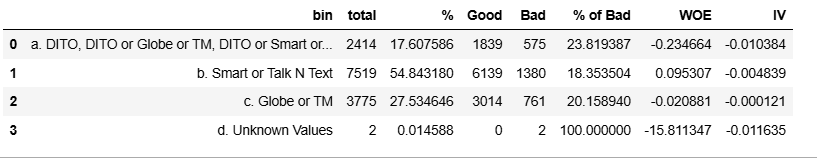 bin total % Good Bad % of Bad WOE IV
0 a. DITO, DITO or Globe or TM, DITO or Smart or... 2414 17.607586 1839 575 23.819387 -0.234664 -0.010384
1 b. Smart or Talk N Text 7519 54.843180 6139 1380 18.353504 0.095307 -0.004839
2 c. Globe or TM 3775 27.534646 3014 761 20.158940 -0.020881 -0.000121
3 d. Unknown Values 2 0.014588 0 2 100.000000 -15.811347 -0.011635